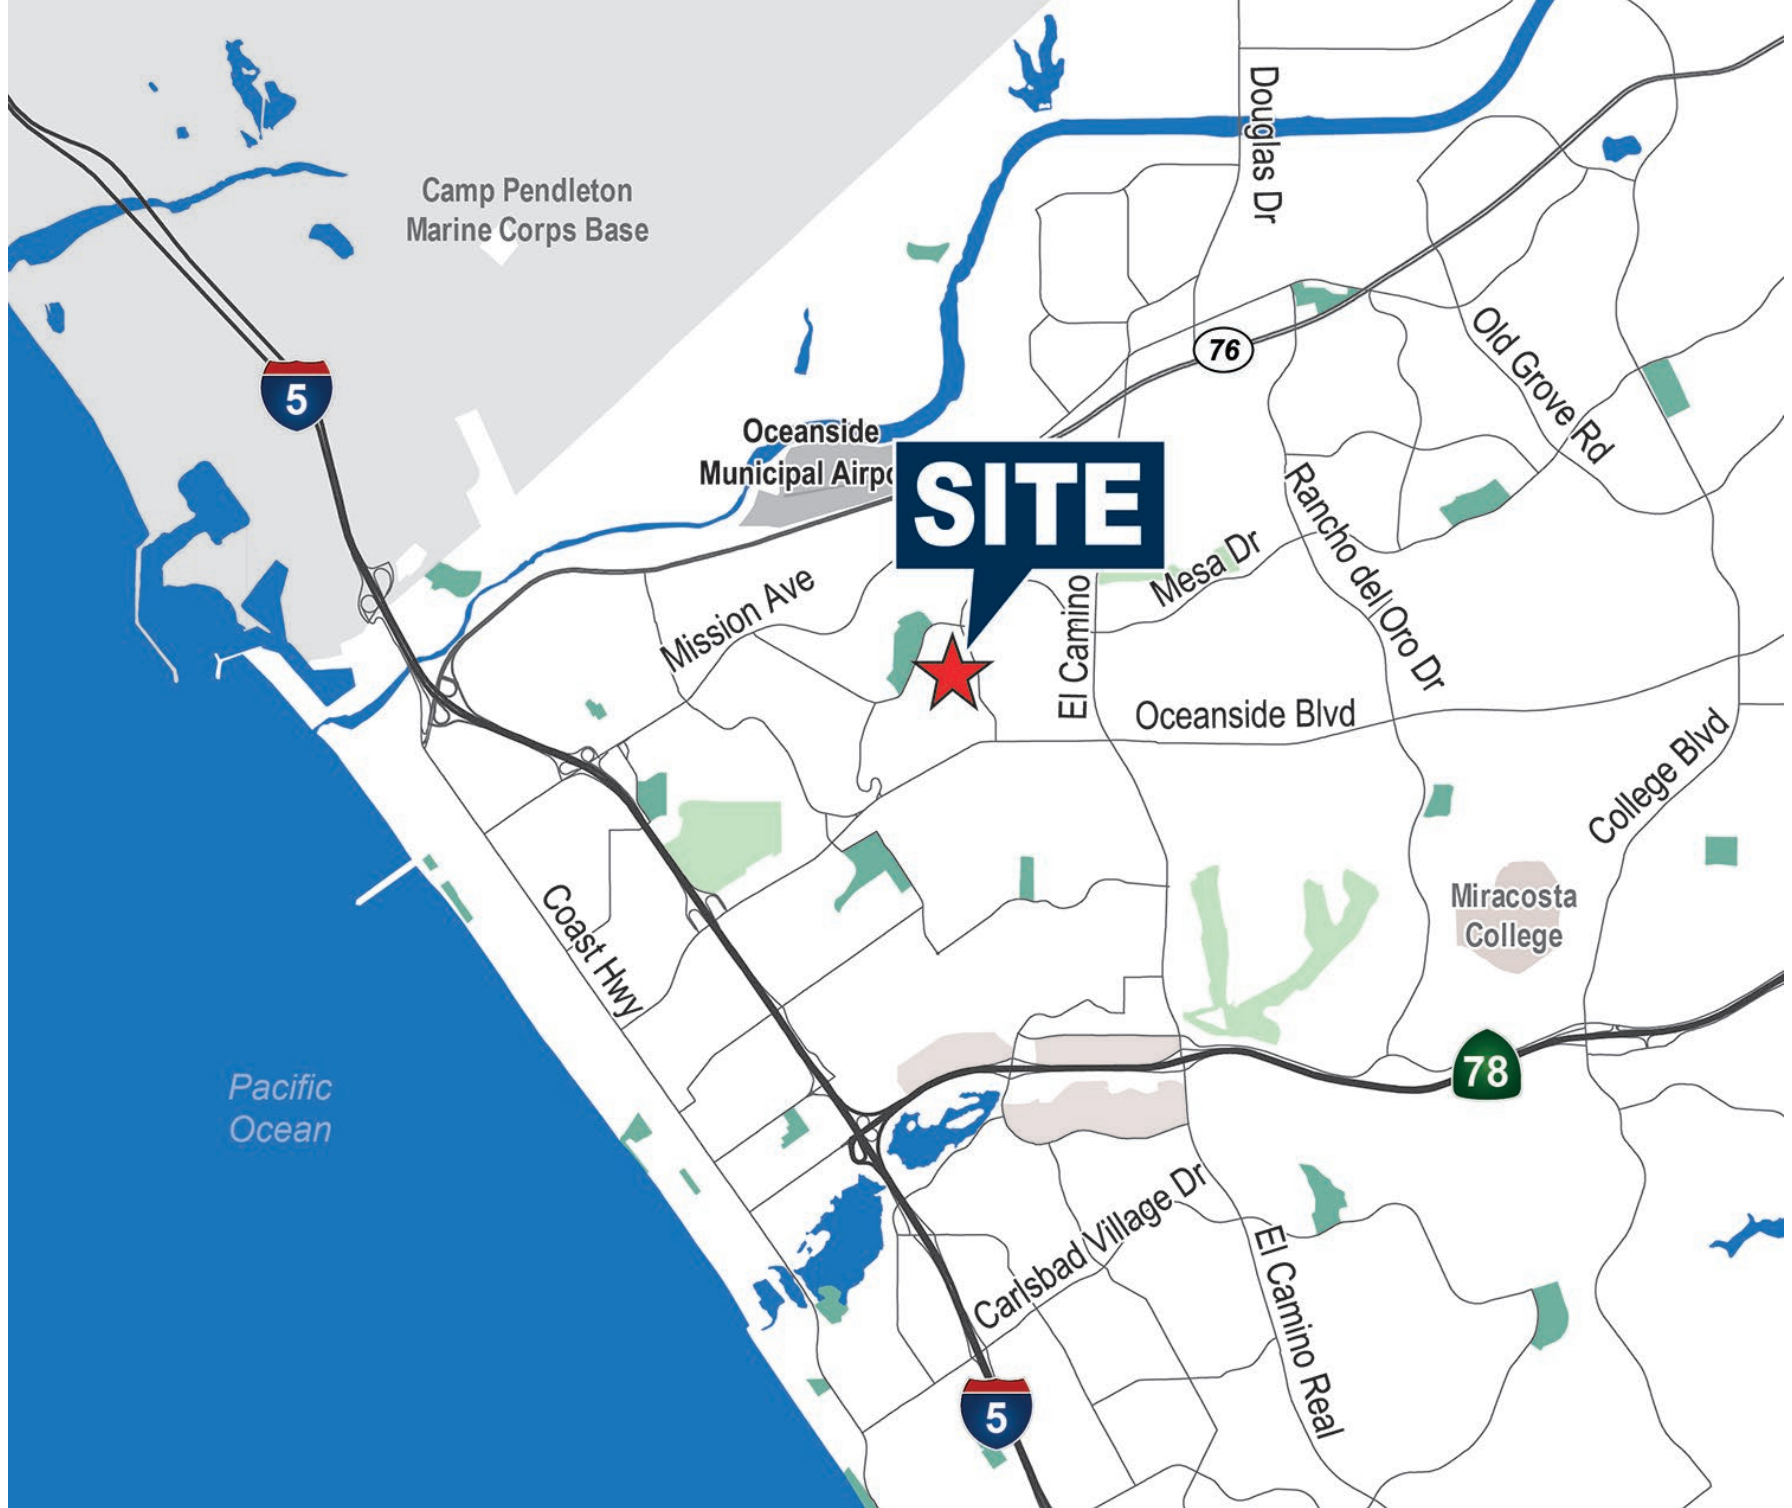 Douglas Dr
Camp Pendleton
Marine Corps Base
76
Old Grove Rd
5
Oceanside
Municipal Airpo
SITE
Rancho del Oro Dr
Mesa Dr
Mission Ave
El Camino
Oceanside Blvd
College Blvd
Coast Hwy
Miracosta
College
78
Pacific
Ocean
Carlsbad Village Dr
El Camino Real
5